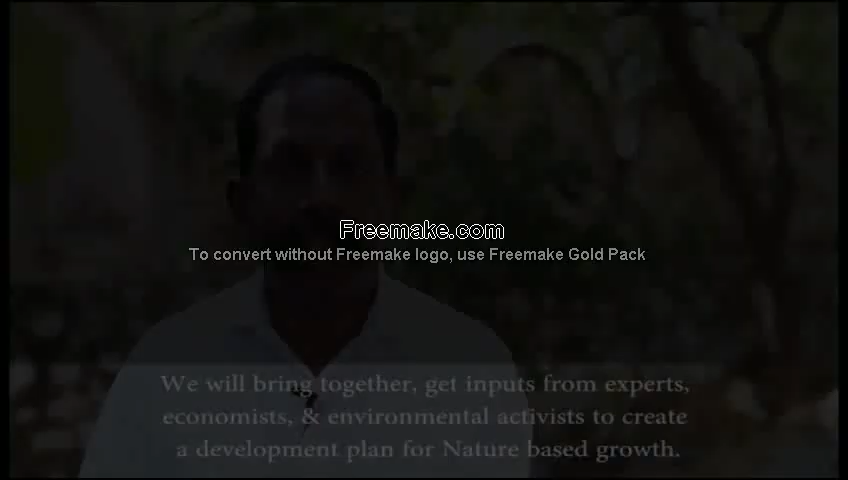 Freemake.com
To convert without Freemake logo, use Freemake Gold Pack
We will bring together, get inputs from experts,
economists, & environmental activists to create
a development plan for Nature based growth.